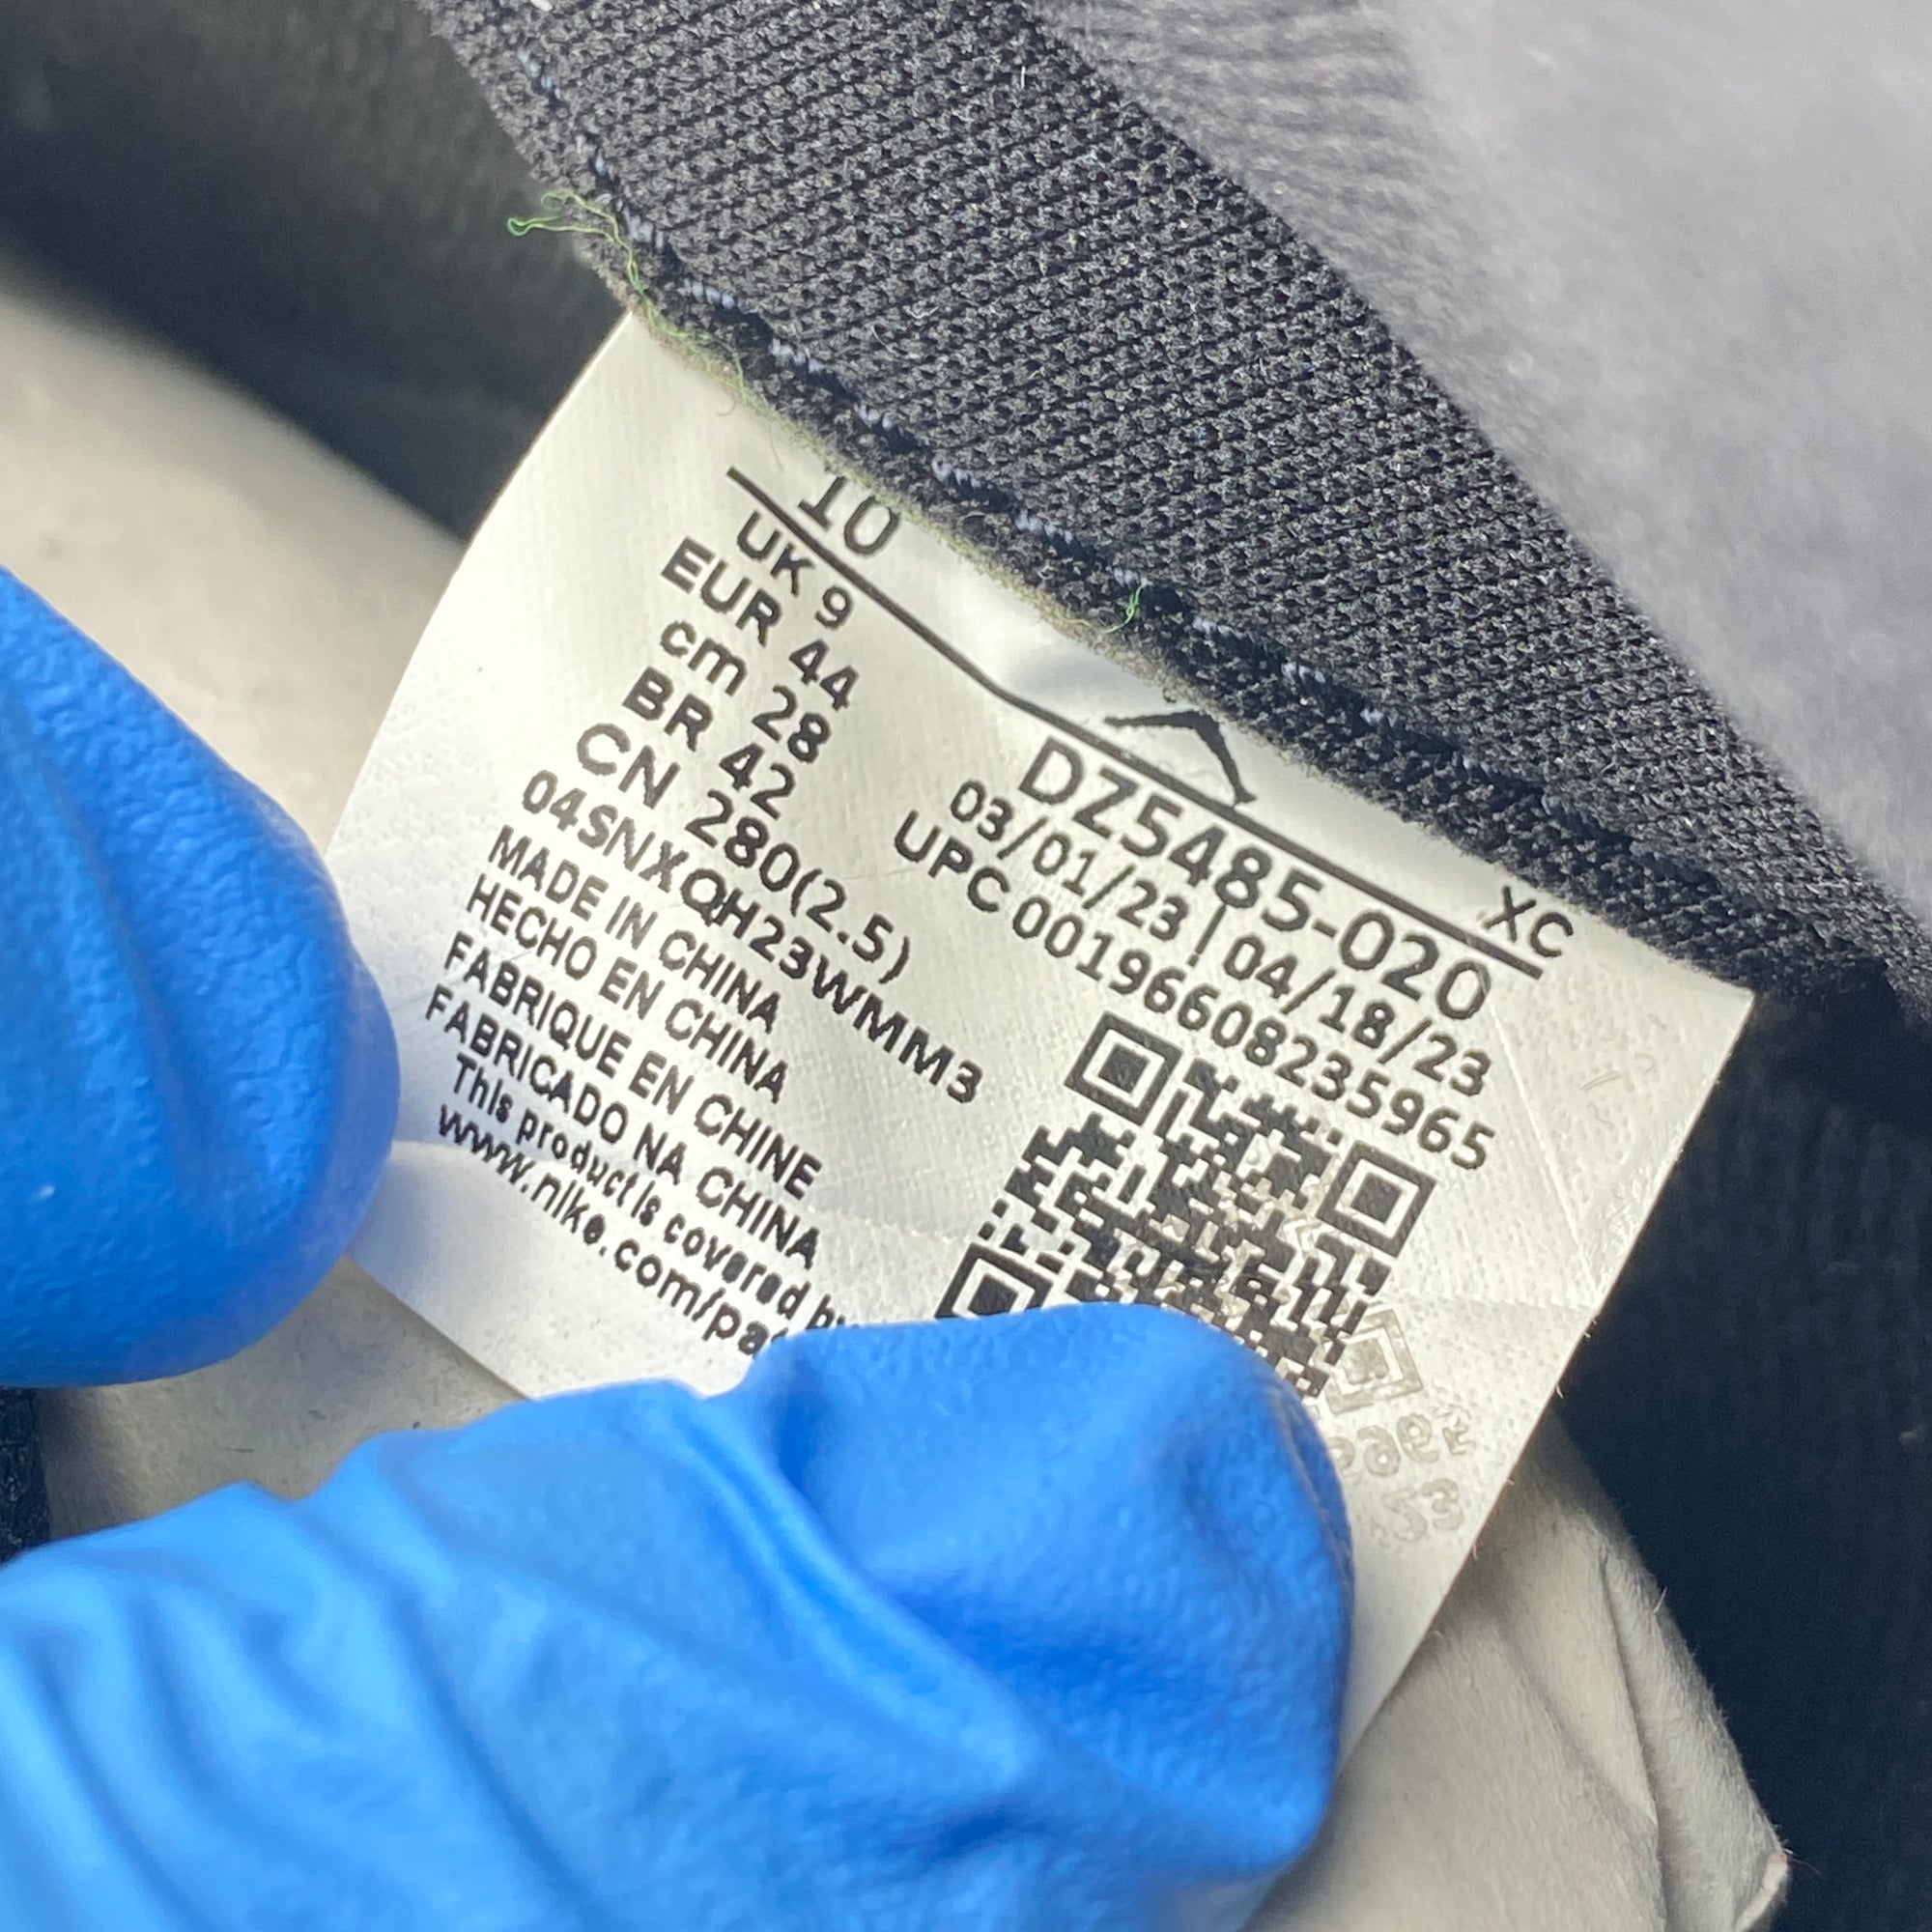 10
UK 9
EUR 44
cm 28
BR 42
CN 280(2.5)
04SNXQH23WMM3
MADE IN CHINA
HECHO EN CHINA
FABRIQUE EN CHINE
FABRICADO NA CHINA
This product is covered by
www.nike.com/pa
XC
DZ5485-020
03/01/23 | 04/18/23
UPC 00196608235965